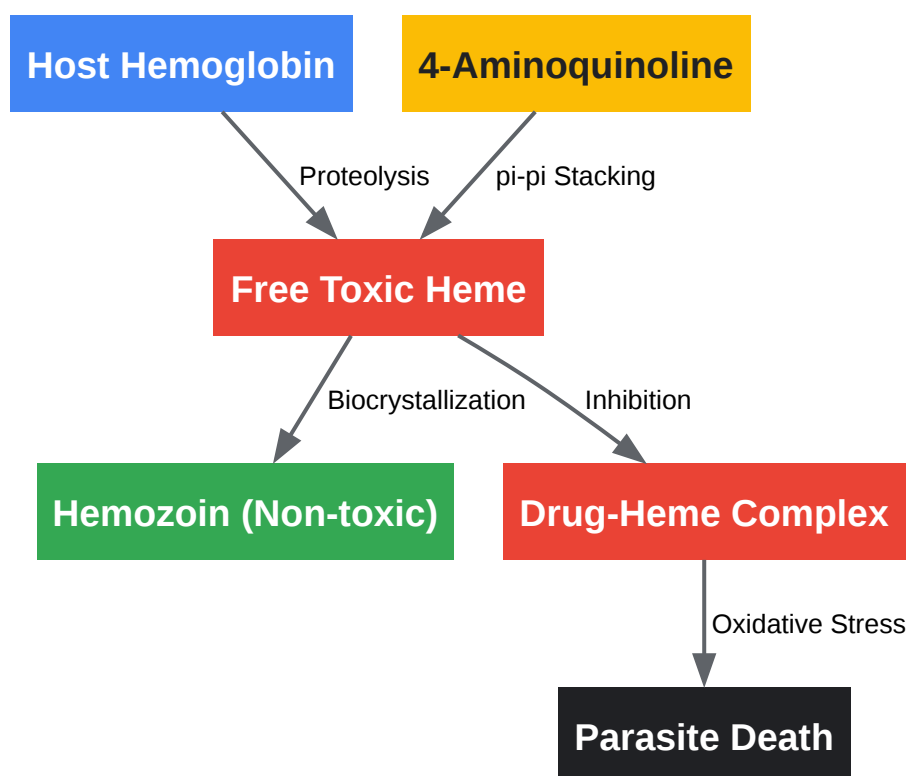 Host Hemoglobin
4-Aminoquinoline
Proteolysis
pi-pi Stacking
Free Toxic Heme
Biocrystallization
Inhibition
Hemozoin (Non-toxic)
Drug-Heme Complex
Oxidative Stress
Parasite Death